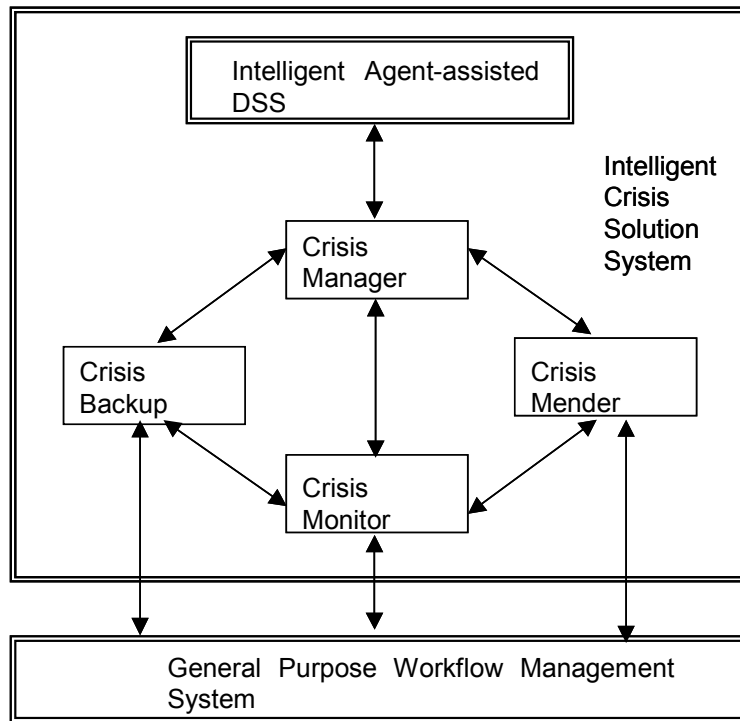 Intelligent Agent-assisted
DSS
Intelligent
Crisis
Solution
System
Crisis
Manager
Crisis
Backup
Crisis
Mender
Crisis
Monitor
General Purpose Workflow Management
System